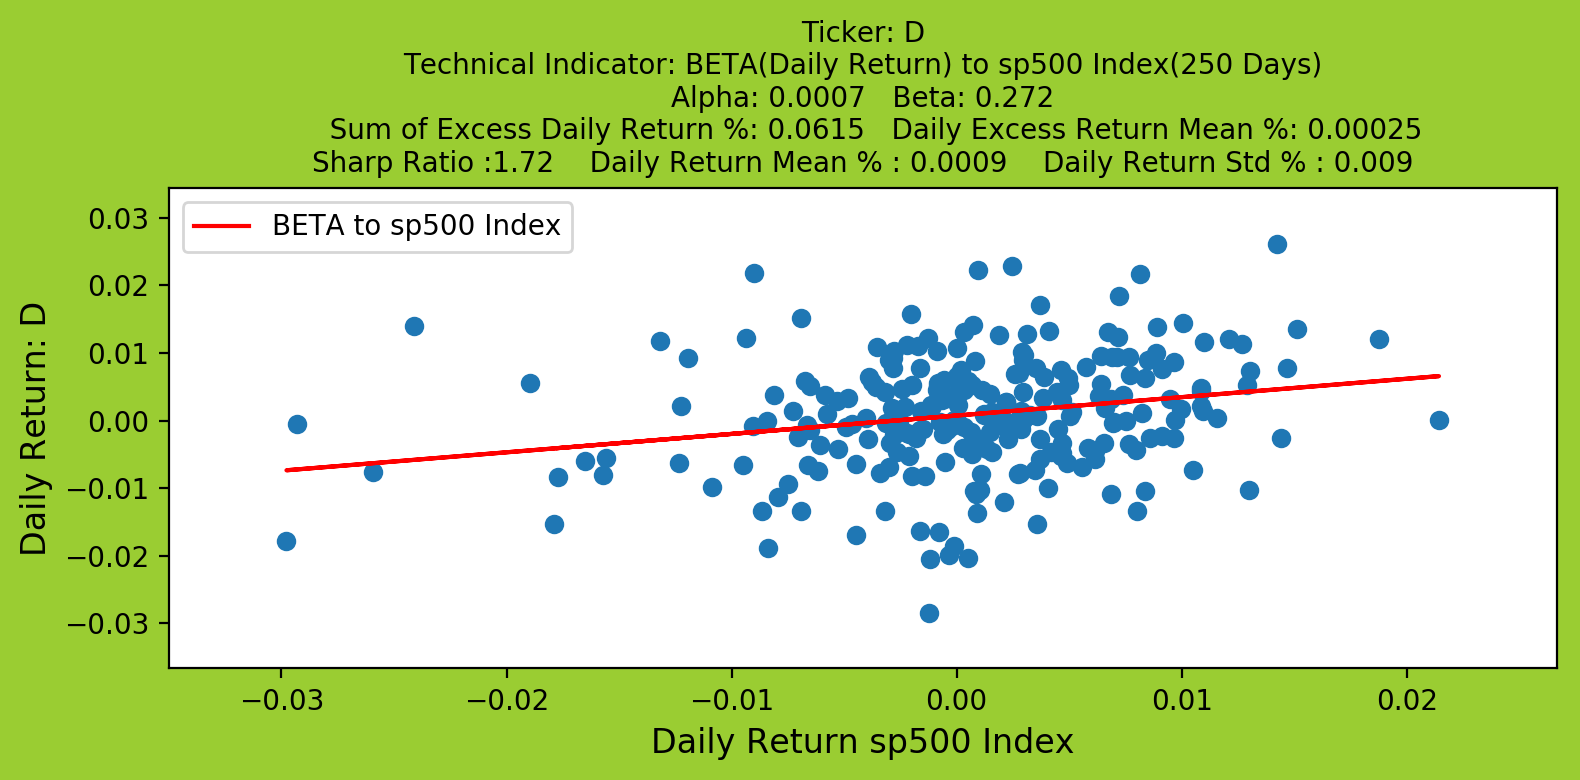 Ticker: D
Technical Indicator: BETA(Daily Return) to sp500 Index(250 Days)
Alpha: 0.0007   Beta: 0.272
Sum of Excess Daily Return %: 0.0615   Daily Excess Return Mean %: 0.00025
Sharp Ratio :1.72    Daily Return Mean % : 0.0009    Daily Return Std % : 0.009
BETA to sp500 Index
Daily Return: D
0.03
0.02
0.01
0.00
−0.01
−0.02
−0.03
−0.03 −0.02 −0.01 0.00 0.01 0.02
Daily Return sp500 Index